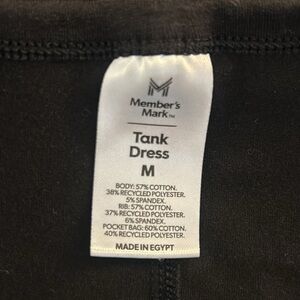 M
Member's
Mark™
Tank
Dress
M
BODY: 57% COTTON.
38% RECYCLED POLYESTER.
5% SPANDEX.
RIB: 57% COTTON.
37% RECYCLED POLYESTER.
6% SPANDEX.
POCKET BAG: 60% COTTON.
40% RECYCLED POLYESTER.
MADE IN EGYPT